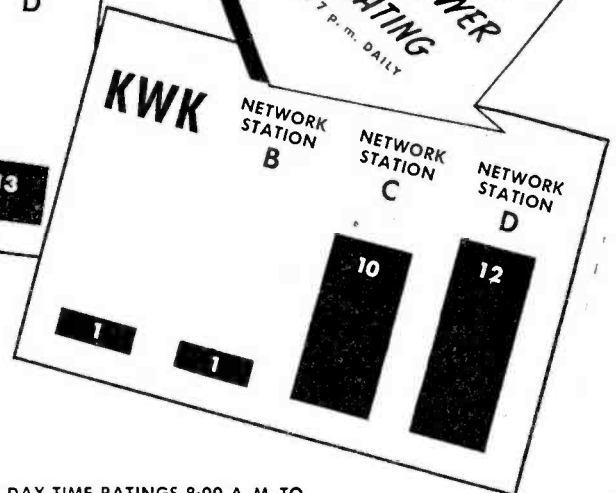 D
WER
ATING
7 P. m. DAILY
13
KWK
NETWORK
STATION
B
NETWORK
STATION
C
NETWORK
STATION
D
10
12
1
1
DAY TIME RATINGS 8:00 A. M. TO